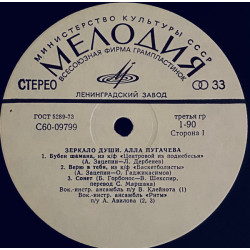 МИНИСТЕРСТВО КУЛЬТУРЫ СССР
МЕЛОДИЯ
ВСЕСОЮЗНАЯ ФИРМА ГРАМПЛАСТИНОК
СТЕРЕО
33
ЛЕНИНГРАДСКИЙ ЗАВОД
ГОСТ 5289-73
третья гр
С60-09799
1-90
Сторона 1
ЗЕРКАЛО ДУШИ. АЛЛА ПУГАЧЕВА
1. Бубен шамана, из к/ф «Центровой из поднебесья»
(А. Зацепин—Л. Дербенев)
2. Верю в тебя, из к/ф «Баскетболисты»
(А. Зацепин—О. Гаджикасимов)
3. Сонет (Б. Горбонос—В. Шекспир,
перевод С. Маршака)
Вок.-инстр. ансамбль п/у В. Клейнота (1)
Вок.-инстр. ансамбль «Ритм»
п/у А. Авилова (2, 3)